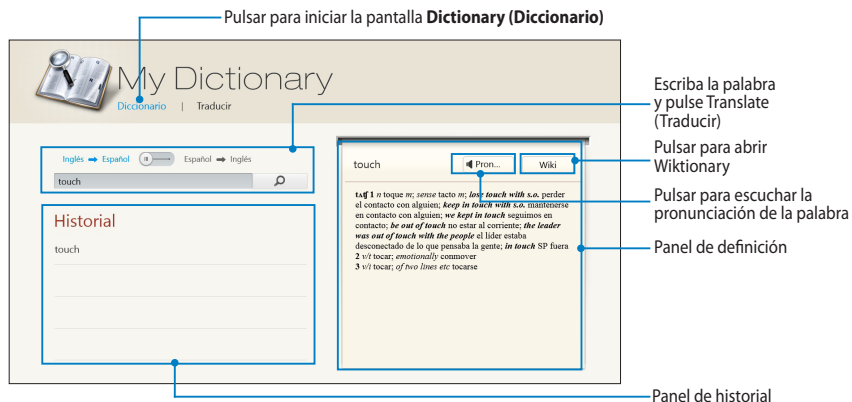 Pulsar para iniciar la pantalla Dictionary (Diccionario)
My Dictionary
Diccionario | Traducir
Inglés ➡ Español Español ➡ Inglés
touch
Historial
touch
touch
Pron...
Wiki
tʌtʃ 1 n toque m; sense tacto m; lose touch with s.o. perder
el contacto con alguien; keep in touch with s.o. mantenerse
en contacto con alguien; we kept in touch seguimos en
contacto; be out of touch no estar al corriente; the leader
was out of touch with the people el líder estaba
desconectado de lo que pensaba la gente; in touch SP fuera
2 v/t tocar; emotionally conmover
3 v/i tocar; of two lines etc tocarse
Escriba la palabra
y pulse Translate
(Traducir)
Pulsar para abrir
Wiktionary
Pulsar para escuchar la
pronunciación de la palabra
Panel de definición
Panel de historial